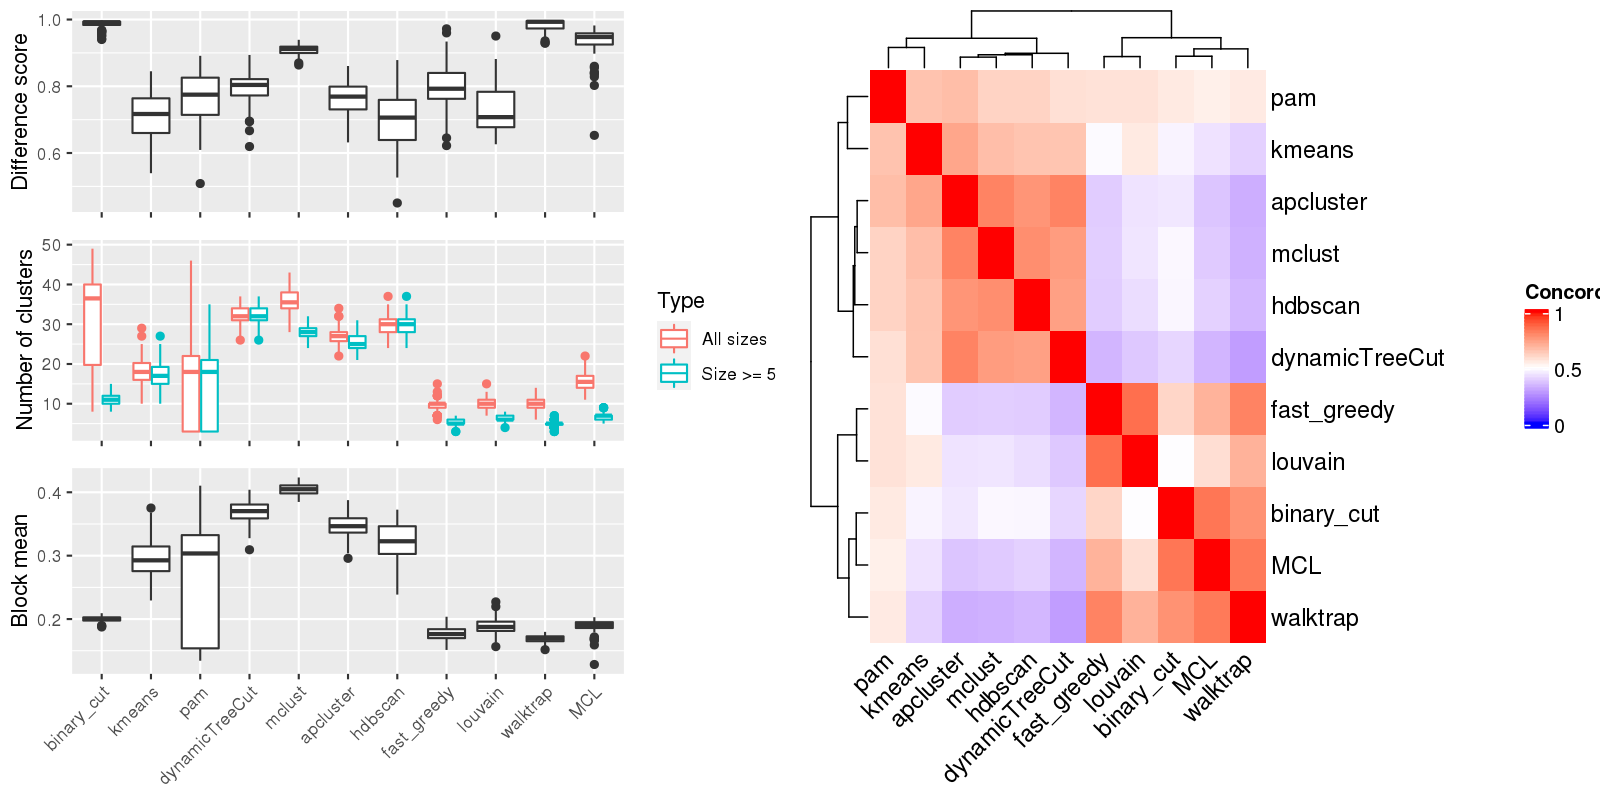 Difference score
1.0
0.8
0.6
Number of clusters
50
40
30
20
10
Block mean
0.4
0.3
0.2
binary_cut
kmeans
pam
dynamicTreeCut
mclust
apcluster
hdbscan
fast_greedy
louvain
walktrap
MCL
Type
All sizes
Size >= 5
pam
kmeans
apcluster
mclust
hdbscan
dynamicTreeCut
fast_greedy
louvain
binary_cut
MCL
walktrap
pam
kmeans
apcluster
mclust
hdbscan
dynamicTreeCut
fast_greedy
louvain
binary_cut
MCL
walktrap
Concord
1
0.5
0